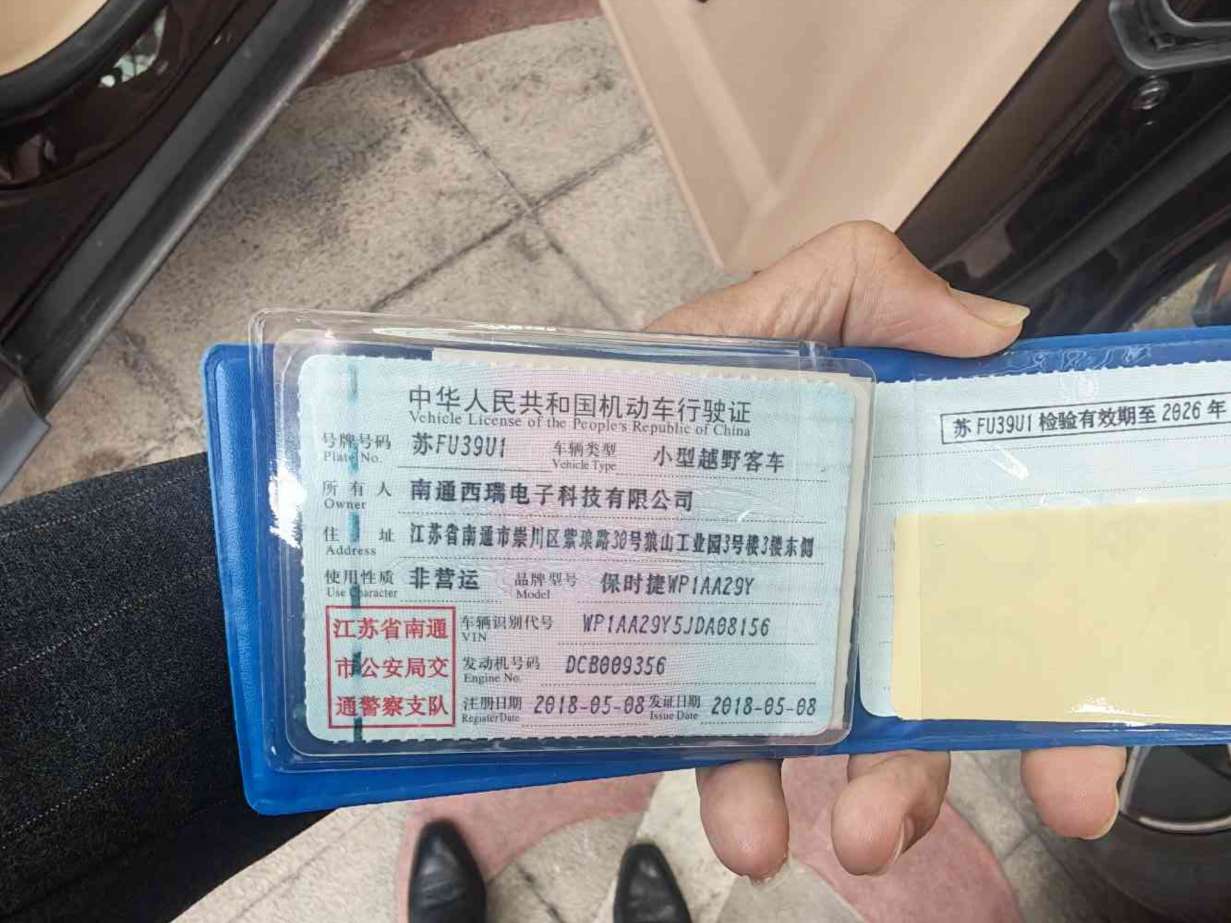 中华人民共和国机动车行驶证
Vehicle License of the People's Republic of China
号牌号码 苏FU39U1 车辆类型 小型越野客车
Plate No. Vehicle Type
所有人 南通西瑞电子科技有限公司
Owner
住址 江苏省南通市崇川区紫琅路30号狼山工业园3号楼3楼东侧
Address
使用性质 非营运 品牌型号 保时捷WP1AA29Y
Use Character Model
江苏省南通
市公安局交
通警察支队
车辆识别代号 WP1AA29Y5JDA08156
VIN
发动机号码 DCB009356
Engine No.
注册日期 2018-05-08 发证日期 2018-05-08
Register Date Issue Date
苏FU39U1 检验有效期至 2026 年